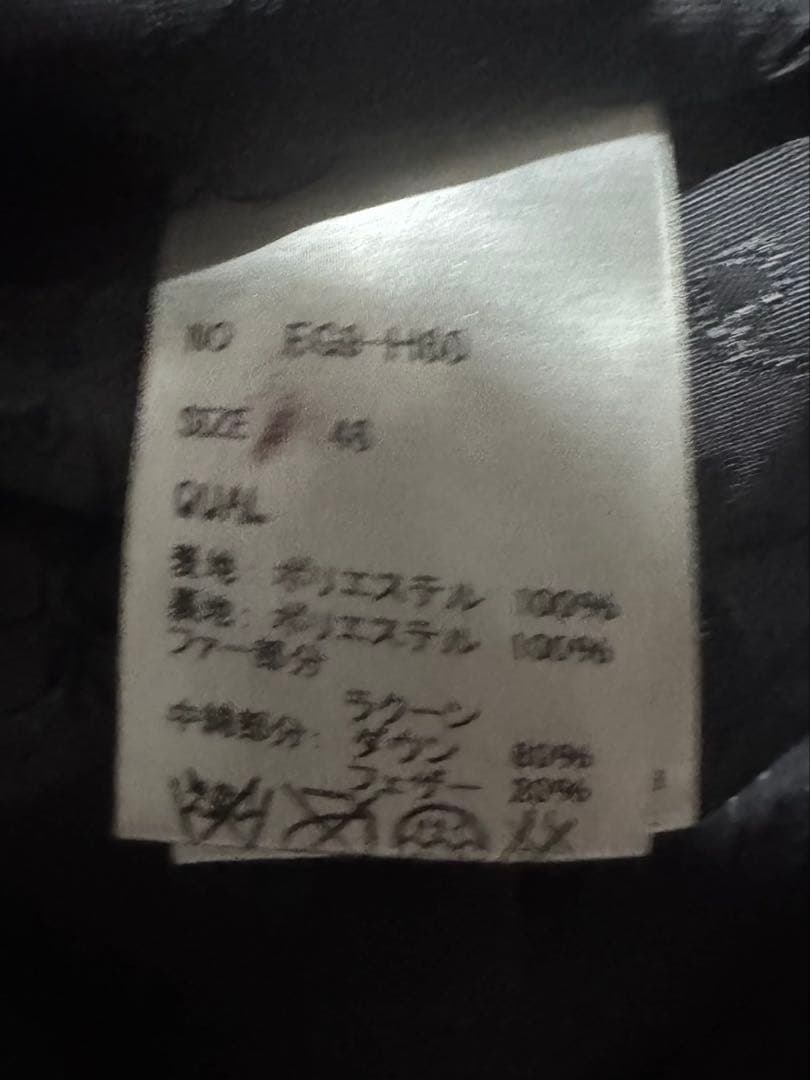 NO
SIZE 46
QUAL
表地 ポリエステル 100%
裏地: ポリエステル 100%
ファー部分
ラクーン
中綿部分: ダウン 80%
フェザー 20%